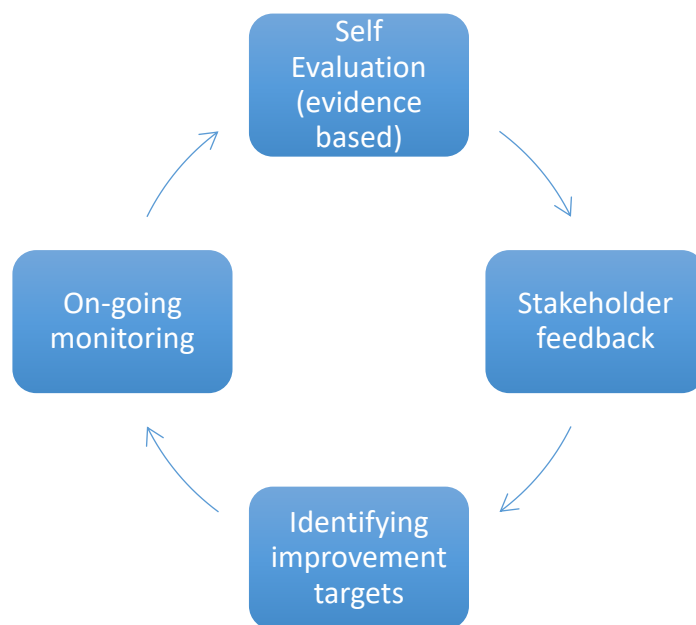 Self
Evaluation
(evidence
based)
Stakeholder
feedback
Identifying
improvement
targets
On-going
monitoring